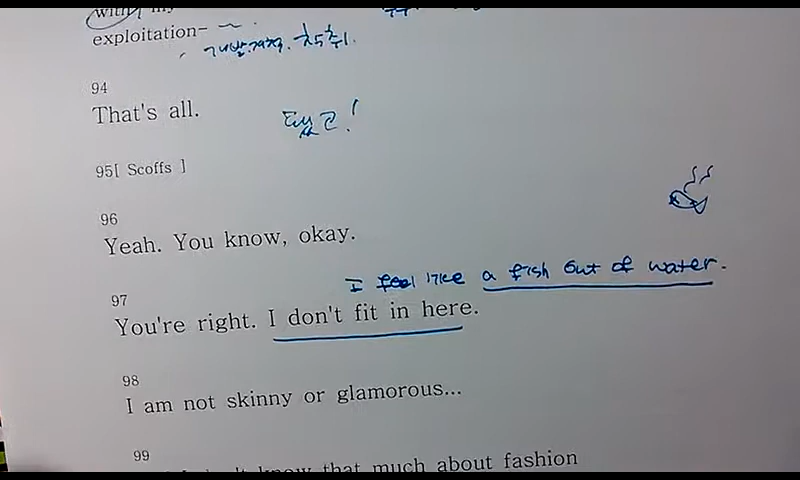 with my
exploitation-
94
That's all.
됐고!
95[ Scoffs ]
96
Yeah. You know, okay.
I feel like a fish out of water.
97
You're right. I don't fit in here.
98
I am not skinny or glamorous...
99
know that much about fashion